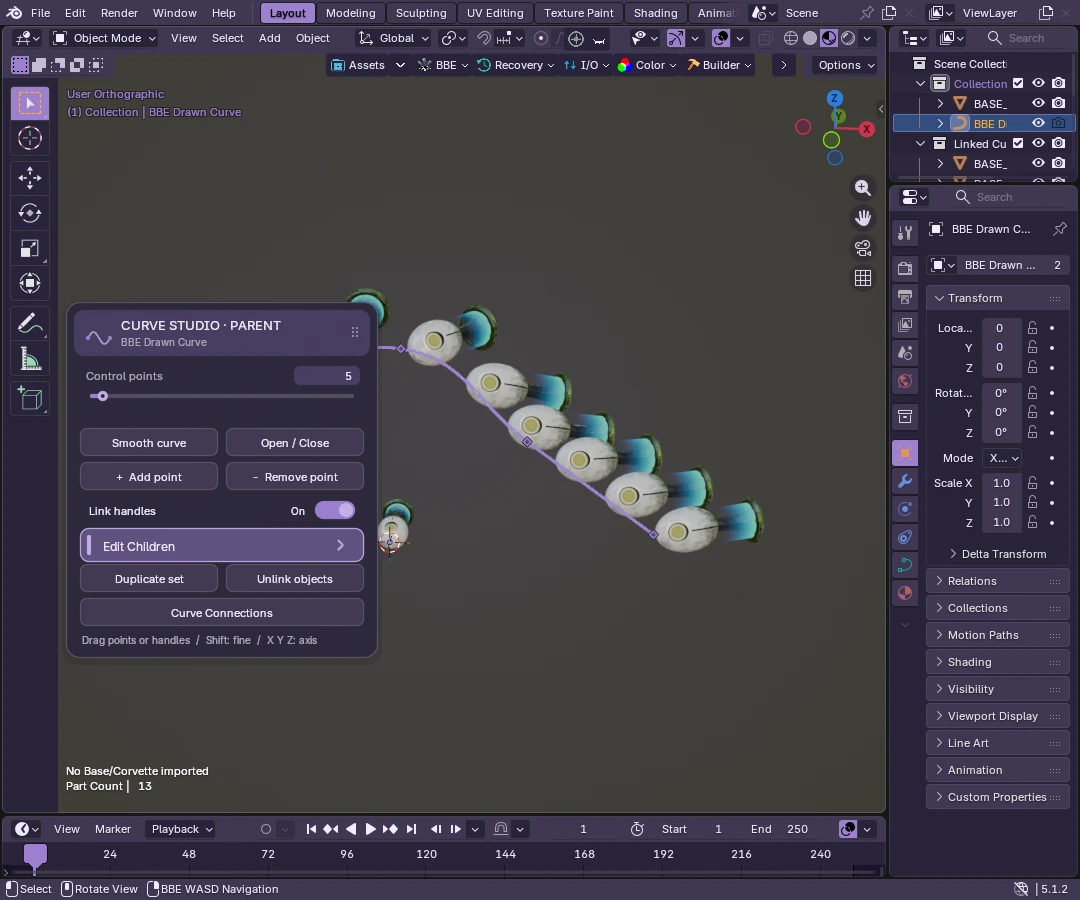 File Edit Render Window Help Layout Modeling Sculpting UV Editing Texture Paint Shading Scene ViewLayer
Object Mode View Select Add Object Global Search
Assets BBE Recovery I/O Color Builder Options
User Orthographic
(1) Collection | BBE Drawn Curve
Z
Y
X
Scene Collecti
Collection
BASE_
BBE D
Linked Cu
BASE_
Search
BBE Drawn C...
BBE Drawn ... 2
Transform
Loca... 0
Y 0
Z 0
Rotat... 0°
Y 0°
Z 0°
Mode X...
Scale X 1.0
Y 1.0
Z 1.0
Delta Transform
Relations
Collections
Motion Paths
Shading
Visibility
Viewport Display
Line Art
Animation
Custom Properties
CURVE STUDIO · PARENT
BBE Drawn Curve
Control points 5
Smooth curve Open / Close
+ Add point - Remove point
Link handles On
Edit Children
Duplicate set Unlink objects
Curve Connections
Drag points or handles / Shift: fine / X Y Z: axis
No Base/Corvette imported
Part Count | 13
View Marker Playback 1 Start 1 End 250
24 48 72 96 120 144 168 192 216 240
Select Rotate View BBE WASD Navigation 5.1.2